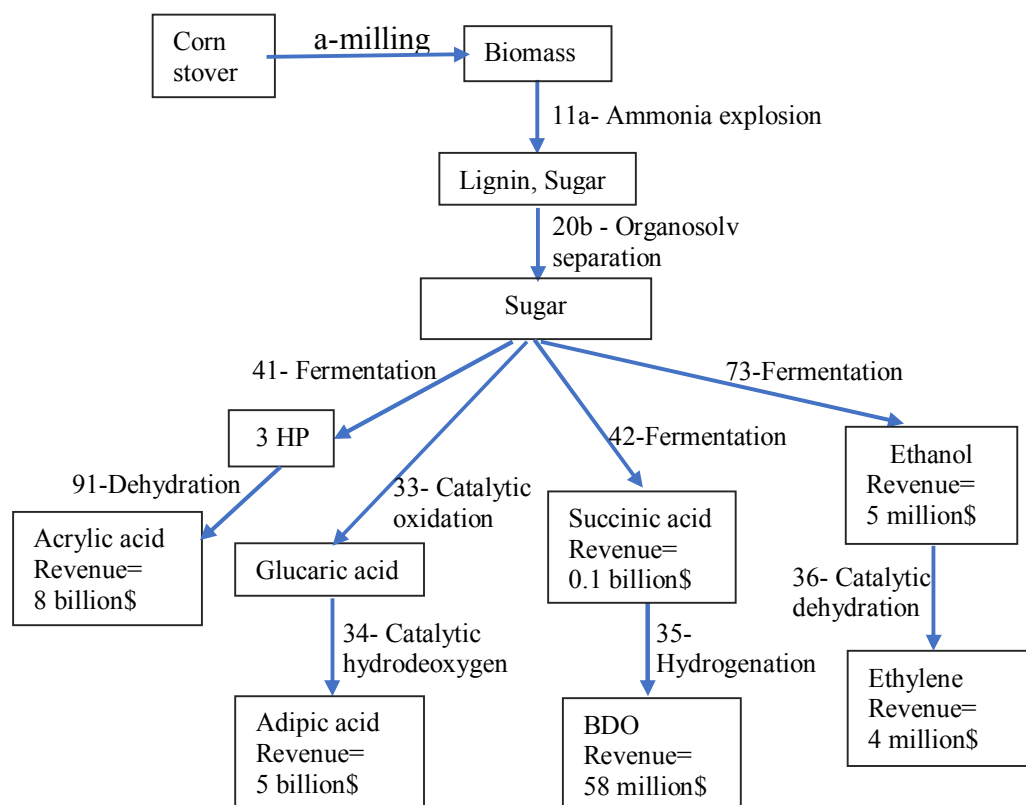 Corn
stover
a-milling
Biomass
11a- Ammonia explosion
Lignin, Sugar
20b - Organosolv
separation
Sugar
41- Fermentation
73-Fermentation
3 HP
42-Fermentation
Ethanol
Revenue=
5 million$
91-Dehydration
33- Catalytic
oxidation
Acrylic acid
Revenue=
8 billion$
Glucaric acid
Succinic acid
Revenue=
0.1 billion$
36- Catalytic
dehydration
34- Catalytic
hydrodeoxygen
35-
Hydrogenation
Adipic acid
Revenue=
5 billion$
BDO
Revenue=
58 million$
Ethylene
Revenue=
4 million$